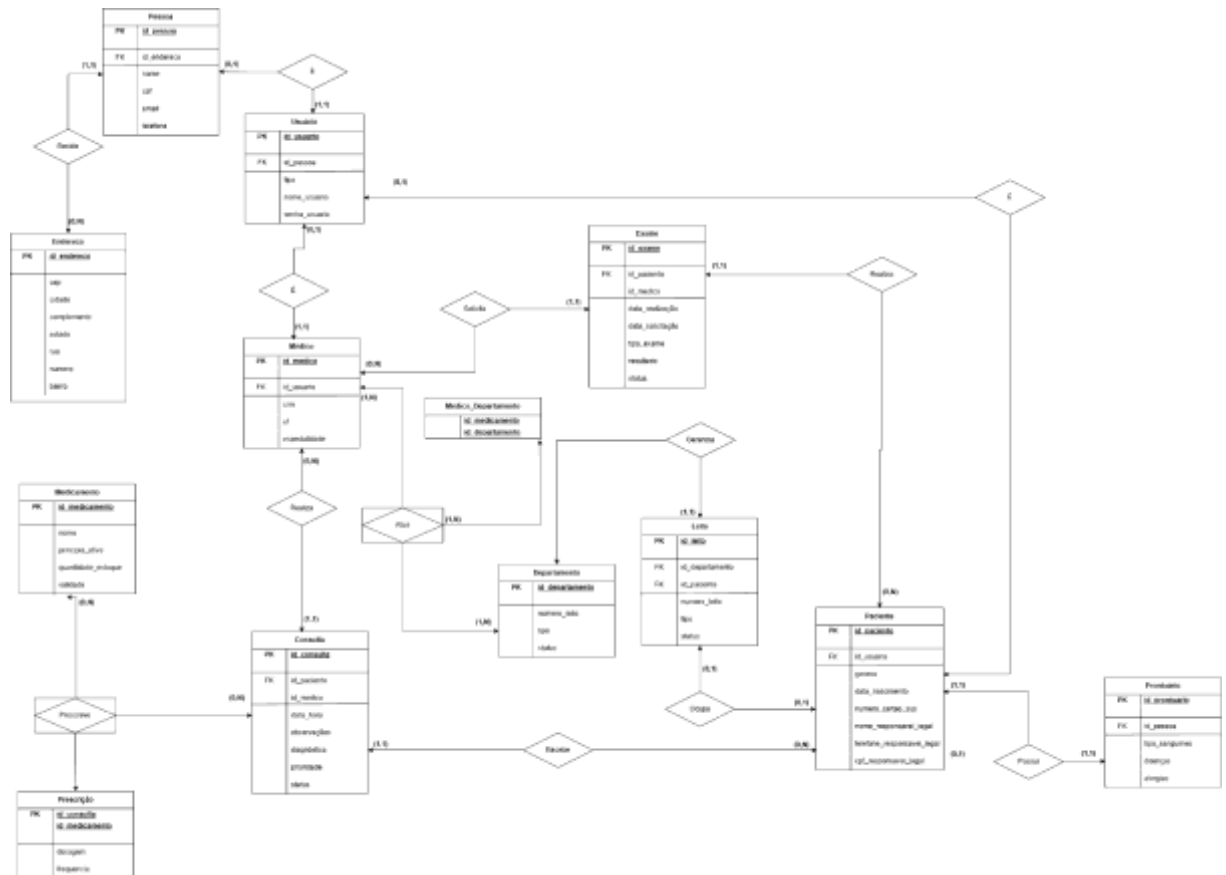 Pessoa
PK id_pessoa
FK id_endereco
nome
cpf
email
telefone
(1,1)
(0,1)
(1,1)
Reside
(0,N)
Usuário
PK id_usuario
FK id_pessoa
tipo
nome_usuario
senha_usuario
(0,1)
É
(0,1)
É
(1,1)
Endereco
PK id_endereco
cep
cidade
complemento
estado
rua
numero
bairro
Exame
PK id_exame
FK id_paciente
id_medico
data_realização
data_solicitação
tipo_exame
resultado
status
(1,1)
Realiza
(0,N)
Solicita
(1,1)
(0,N)
Médico
PK id_medico
FK id_usuario
crm
uf
especialidade
(1,N)
(0,N)
Medico_Departamento
id_medicamento
id_departamento
Gerencia
(1,1)
Realiza
(1,1)
Atua
(1,N)
(1,N)
Medicamento
PK id_medicamento
nome
principio_ativo
quantidade_estoque
validade
(0,N)
Leito
PK id_leito
FK id_departamento
FK id_paciente
numero_leito
tipo
status
(0,1)
Departamento
PK id_departamento
numero_leito
tipo
status
Ocupa
(0,1)
Paciente
PK id_paciente
FK id_usuario
genero
data_nascimento
numero_cartao_sus
nome_responsavel_legal
telefone_responsavel_legal
cpf_responsavel_legal
(1,1)
(0,1)
(0,N)
Consulta
PK id_consulta
FK id_paciente
id_medico
data_hora
observações
diagnóstico
prioridade
status
(1,1)
Recebe
Prescreve
(0,N)
Prontuário
PK id_prontuario
FK id_pessoa
tipo_sanguineo
doenças
alergias
Possui
(1,1)
Prescrição
PK id_consulta
id_medicamento
dosagem
frequencia